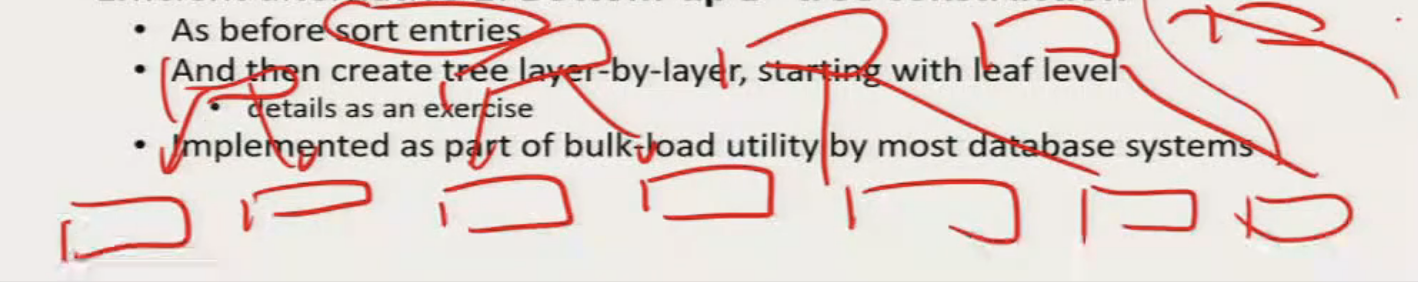 • As before sort entries
• And then create tree layer-by-layer, starting with leaf level
• details as an exercise
• Implemented as part of bulk-load utility by most database systems